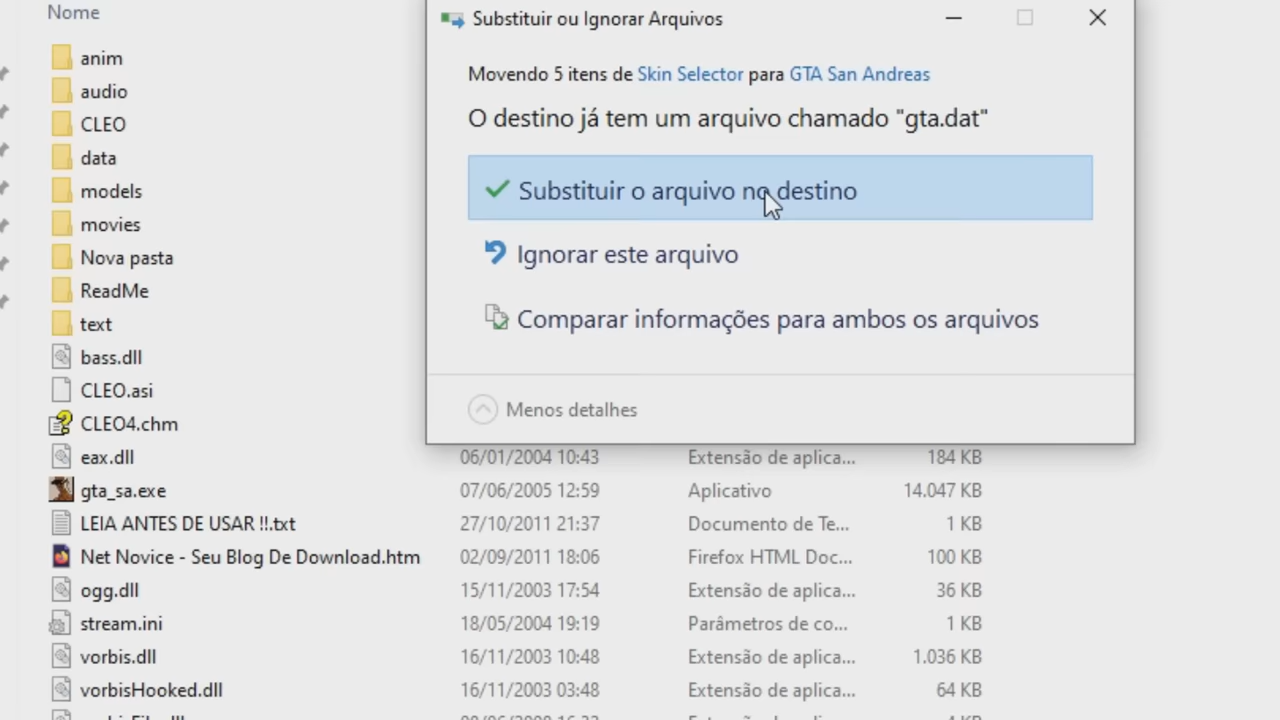 Nome
anim
audio
CLEO
data
models
movies
Nova pasta
ReadMe
text
bass.dll
CLEO.asi
CLEO4.chm
eax.dll 06/01/2004 10:43 Extensão de aplica... 184 KB
gta_sa.exe 07/06/2005 12:59 Aplicativo 14.047 KB
LEIA ANTES DE USAR !!.txt 27/10/2011 21:37 Documento de Te... 1 KB
Net Novice - Seu Blog De Download.htm 02/09/2011 18:06 Firefox HTML Doc... 100 KB
ogg.dll 15/11/2003 17:54 Extensão de aplica... 36 KB
stream.ini 18/05/2004 19:19 Parâmetros de co... 1 KB
vorbis.dll 16/11/2003 10:48 Extensão de aplica... 1.036 KB
vorbisHooked.dll 16/11/2003 03:48 Extensão de aplica... 64 KB
Substituir ou Ignorar Arquivos
Movendo 5 itens de Skin Selector para GTA San Andreas
O destino já tem um arquivo chamado "gta.dat"
Substituir o arquivo no destino
Ignorar este arquivo
Comparar informações para ambos os arquivos
Menos detalhes